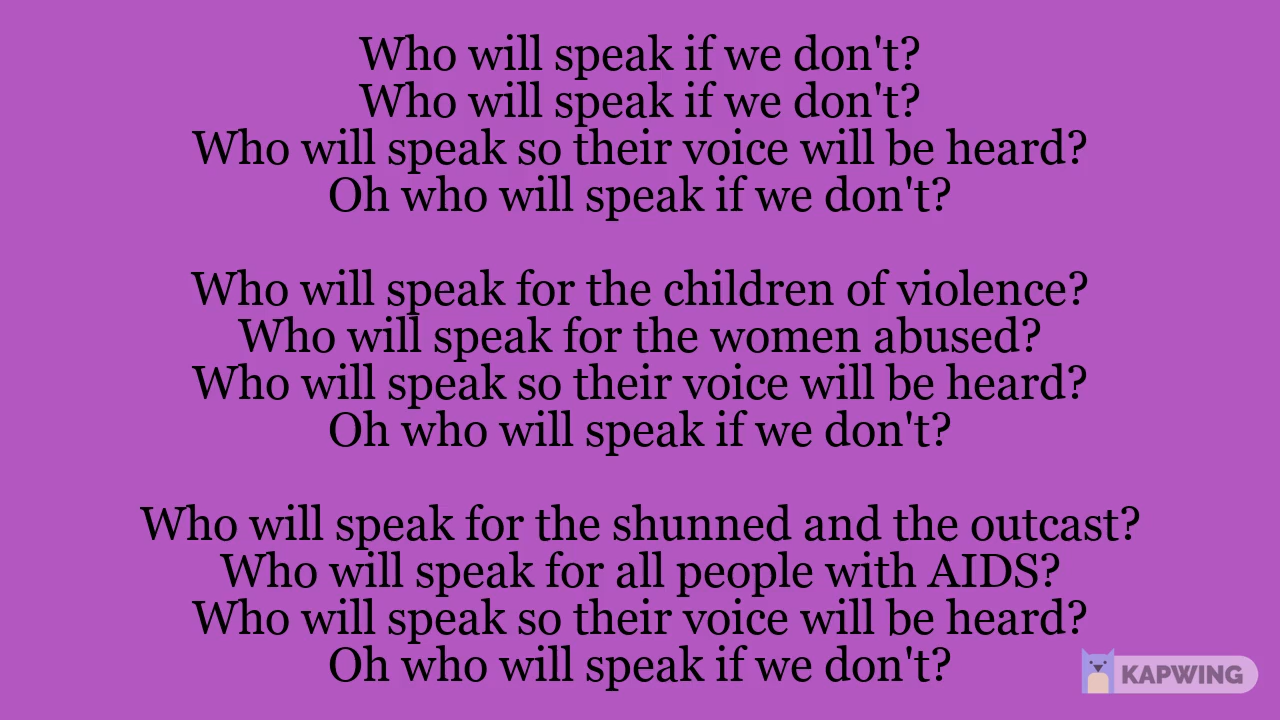 Who will speak if we don't?
Who will speak if we don't?
Who will speak so their voice will be heard?
Oh who will speak if we don't?
Who will speak for the children of violence?
Who will speak for the women abused?
Who will speak so their voice will be heard?
Oh who will speak if we don't?
Who will speak for the shunned and the outcast?
Who will speak for all people with AIDS?
Who will speak so their voice will be heard?
Oh who will speak if we don't?
KAPWING